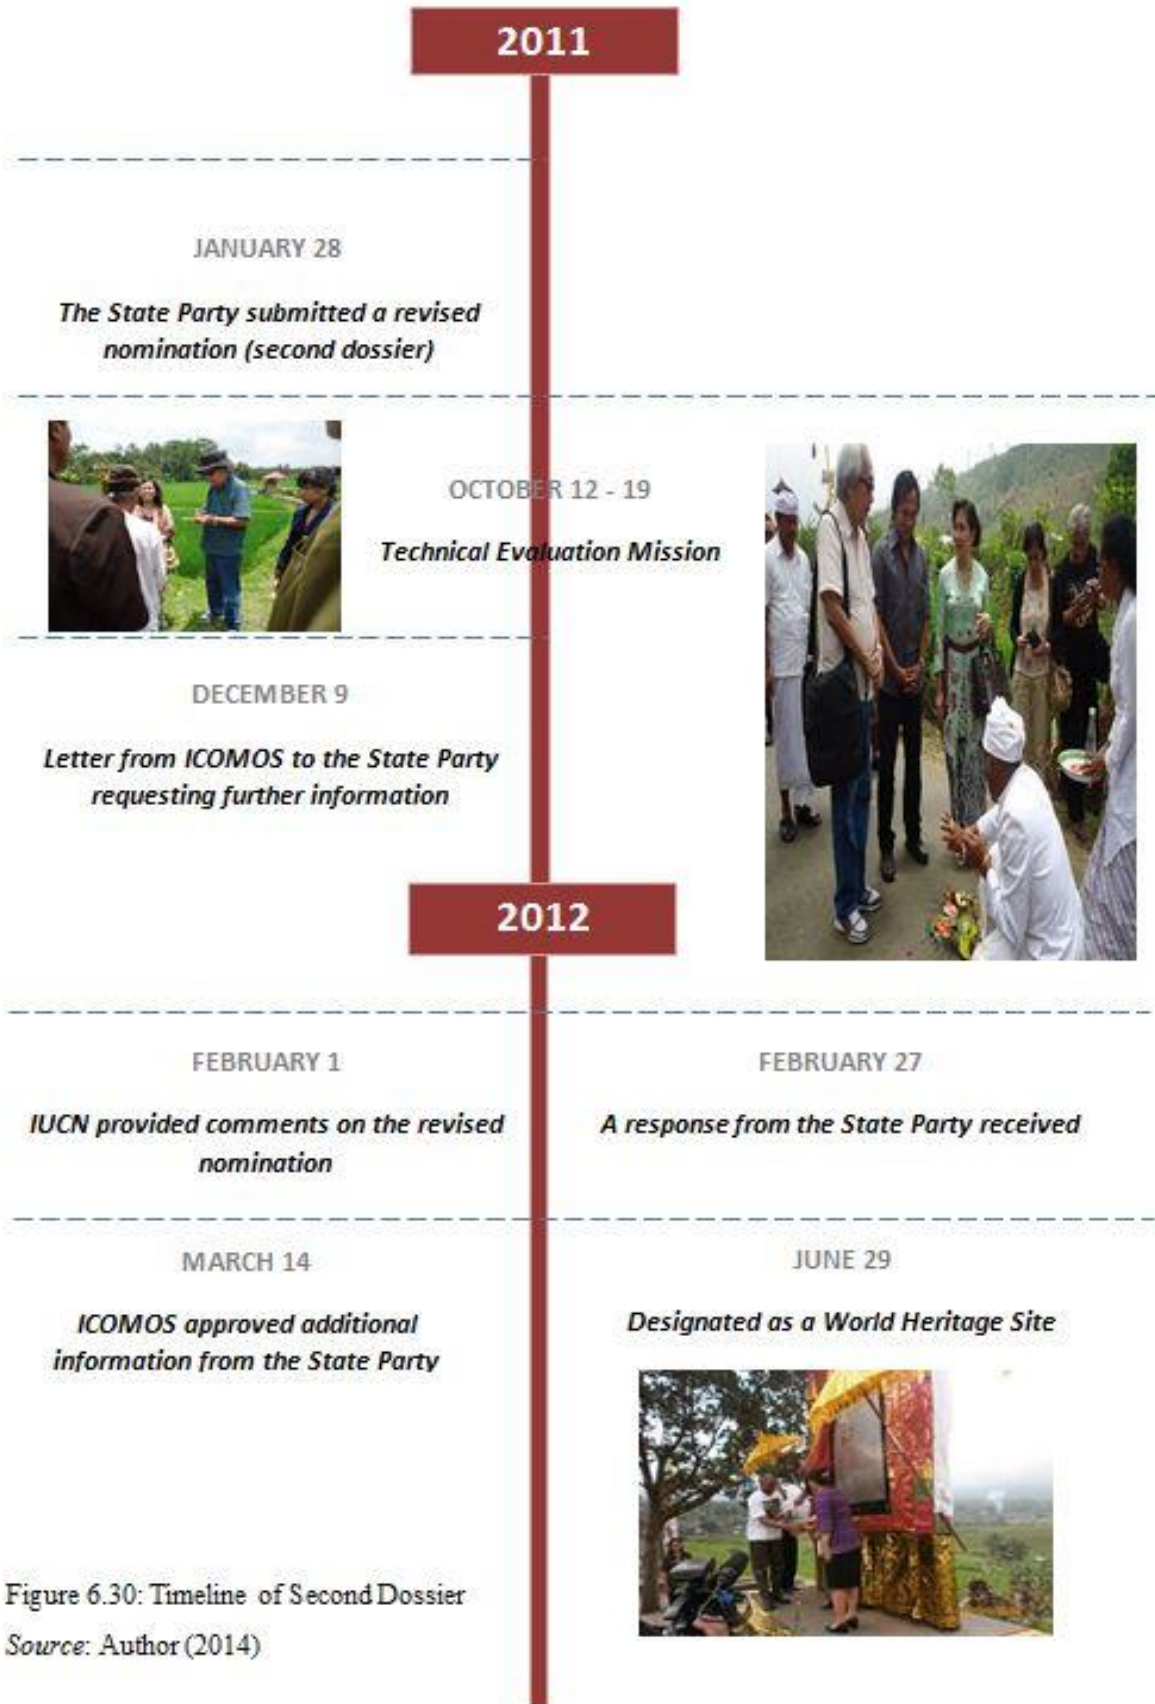 2011
JANUARY 28
The State Party submitted a revised
nomination (second dossier)
OCTOBER 12 - 19
Technical Evaluation Mission
DECEMBER 9
Letter from ICOMOS to the State Party
requesting further information
2012
FEBRUARY 1
IUCN provided comments on the revised
nomination
FEBRUARY 27
A response from the State Party received
MARCH 14
ICOMOS approved additional
information from the State Party
JUNE 29
Designated as a World Heritage Site
Figure 6.30: Timeline of Second Dossier
Source: Author (2014)